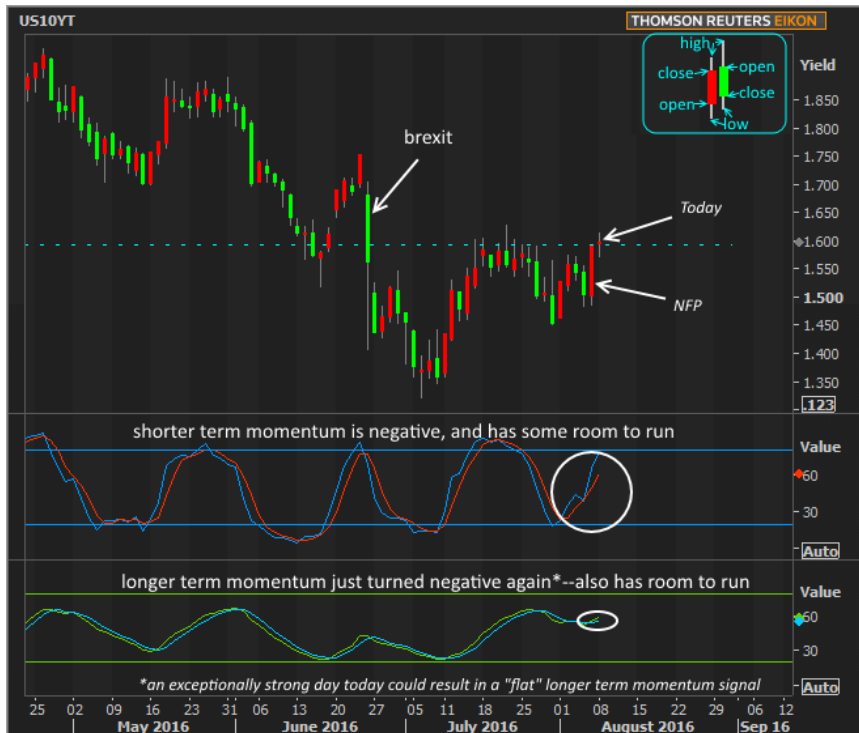 US10YT
THOMSON REUTERS EIKON
high
close
open
open
close
low
Yield
1.850
1.800
1.750
1.700
1.650
1.600
1.550
1.500
1.450
1.400
1.350
.123
brexit
Today
NFP
shorter term momentum is negative, and has some room to run
Value
60
30
Auto
longer term momentum just turned negative again*--also has room to run
Value
60
30
*an exceptionally strong day today could result in a "flat" longer term momentum signal
Auto
25 02 09 16 23 31 06 13 20 27 05 11 18 25 01 08 15 22 29 06 12
May 2016 June 2016 July 2016 August 2016 Sep 16